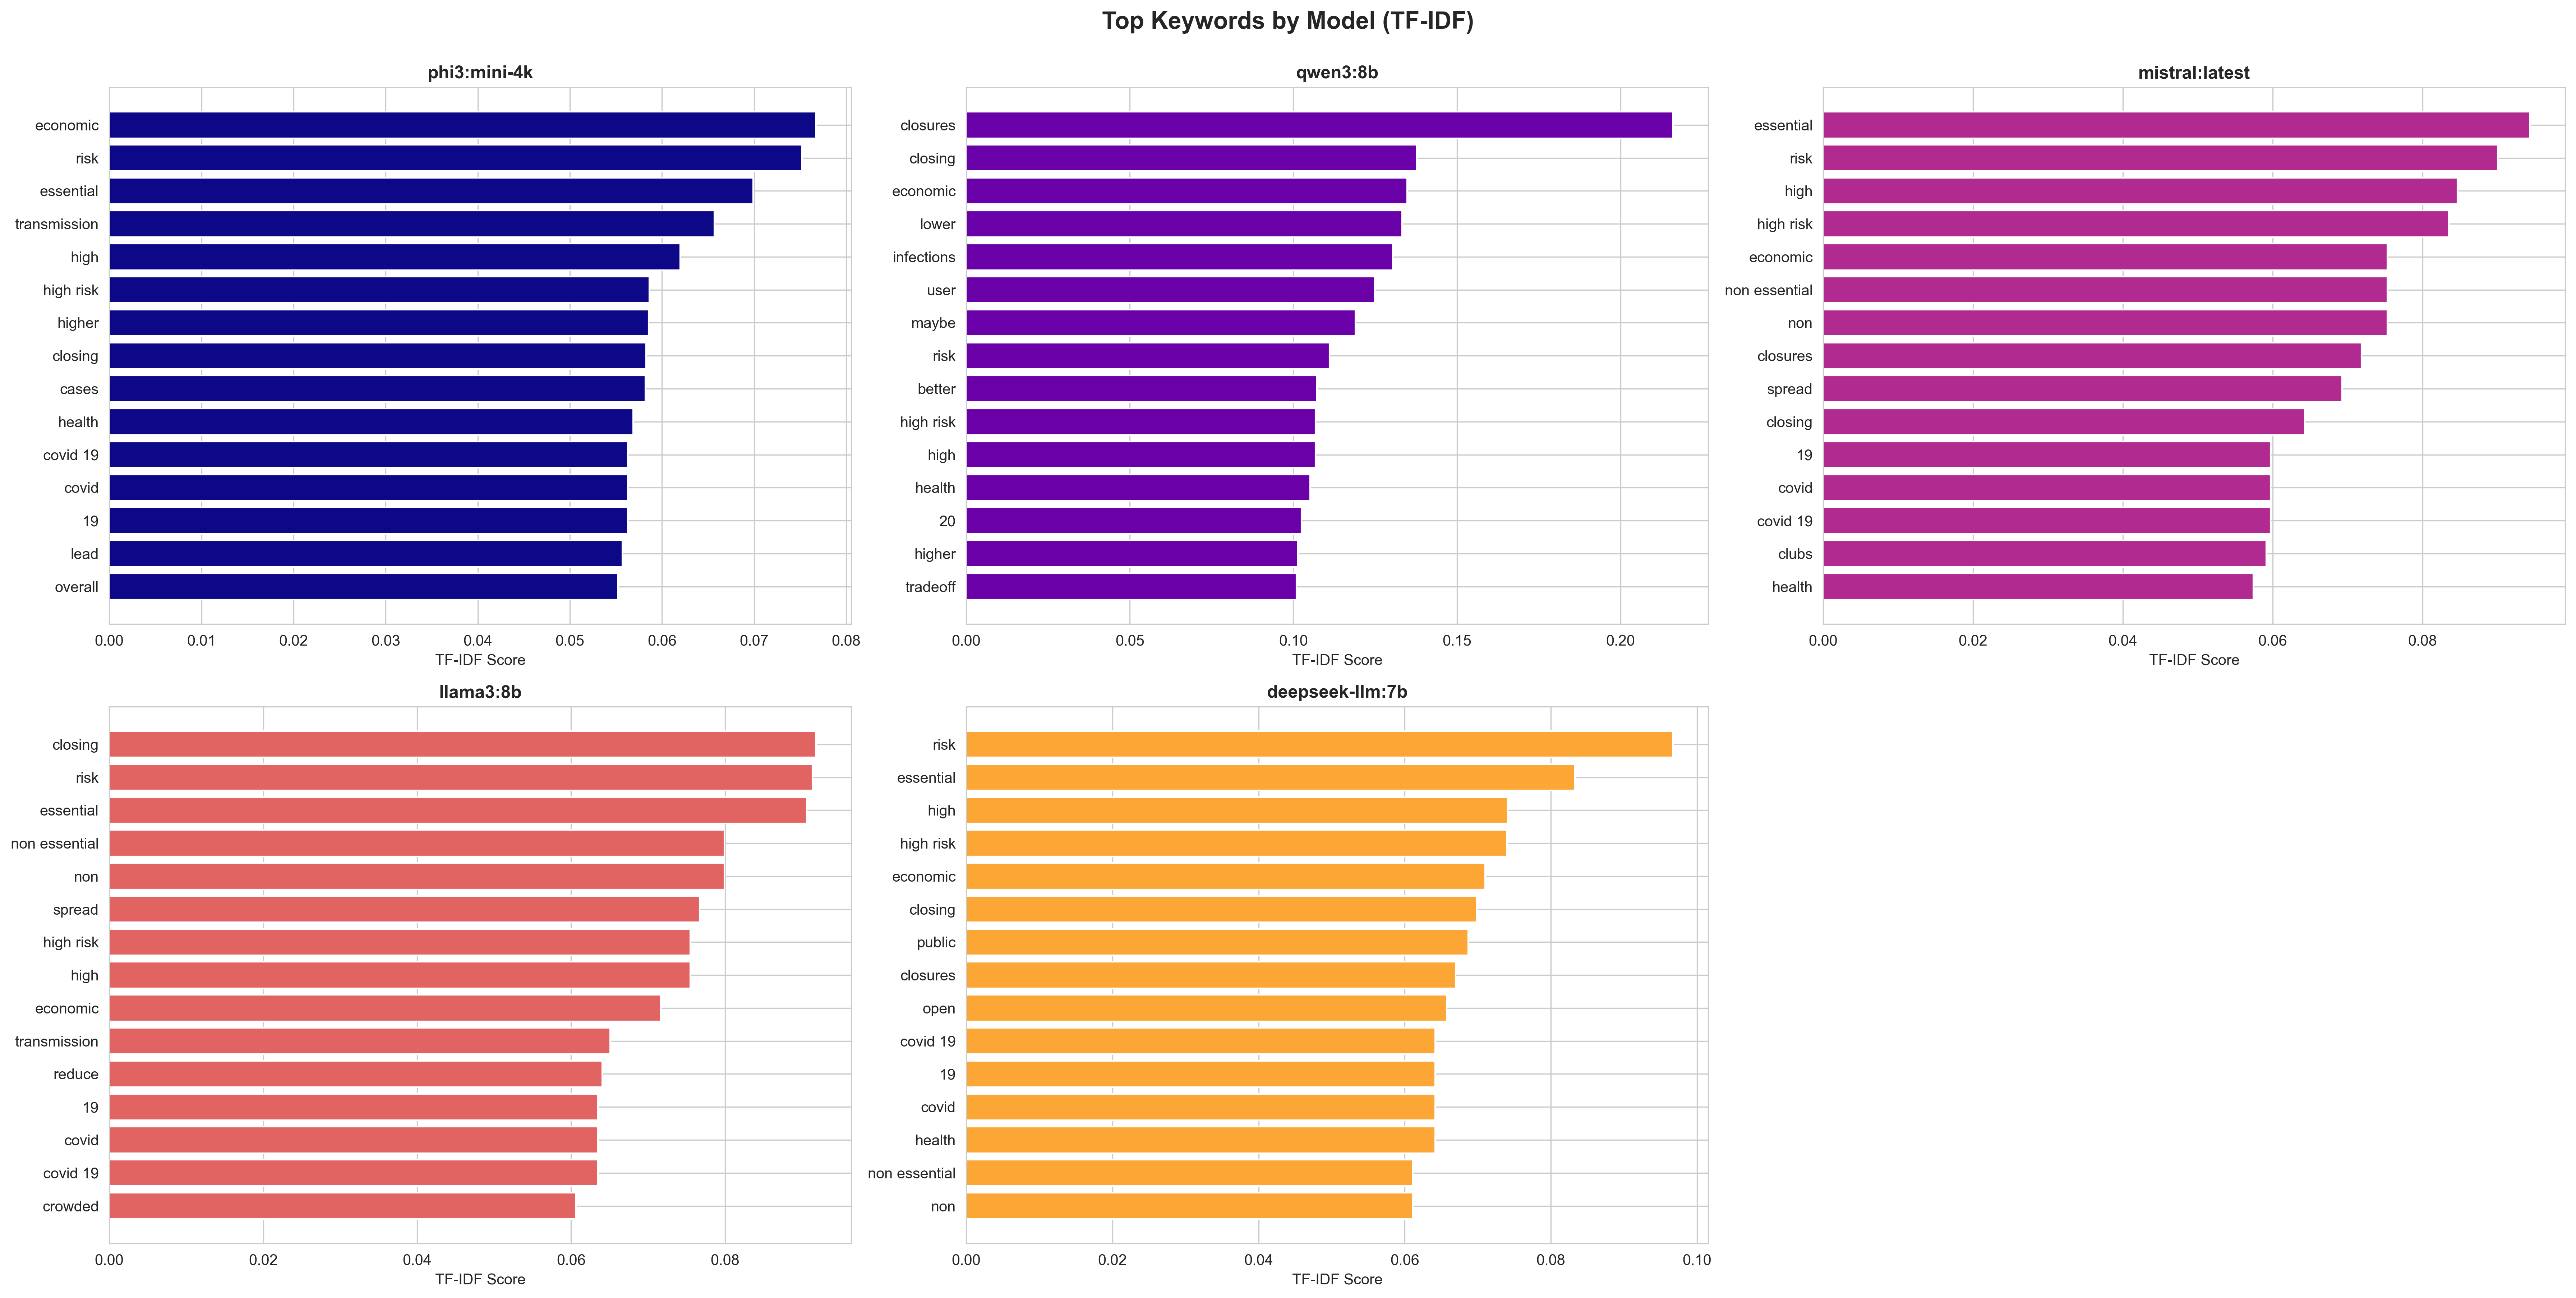 Top Keywords by Model (TF-IDF)
phi3:mini-4k
economic
risk
essential
transmission
high
high risk
higher
closing
cases
health
covid 19
covid
19
lead
overall
0.00 0.01 0.02 0.03 0.04 0.05 0.06 0.07 0.08
TF-IDF Score
qwen3:8b
closures
closing
economic
lower
infections
user
maybe
risk
better
high risk
high
health
20
higher
tradeoff
0.00 0.05 0.10 0.15 0.20
TF-IDF Score
mistral:latest
essential
risk
high
high risk
economic
non essential
non
closures
spread
closing
19
covid
covid 19
clubs
health
0.00 0.02 0.04 0.06 0.08
TF-IDF Score
llama3:8b
closing
risk
essential
non essential
non
spread
high risk
high
economic
transmission
reduce
19
covid
covid 19
crowded
0.00 0.02 0.04 0.06 0.08
TF-IDF Score
deepseek-llm:7b
risk
essential
high
high risk
economic
closing
public
closures
open
covid 19
19
covid
health
non essential
non
0.00 0.02 0.04 0.06 0.08 0.10
TF-IDF Score